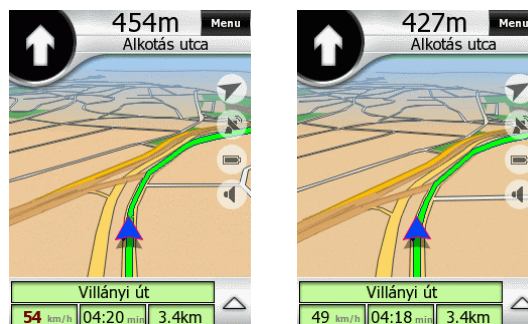 454m
Menu
Alkotás utca
Villányi út
54 km/h 04:20 min 3.4km
427m
Menu
Alkotás utca
Villányi út
49 km/h 04:18 min 3.4km